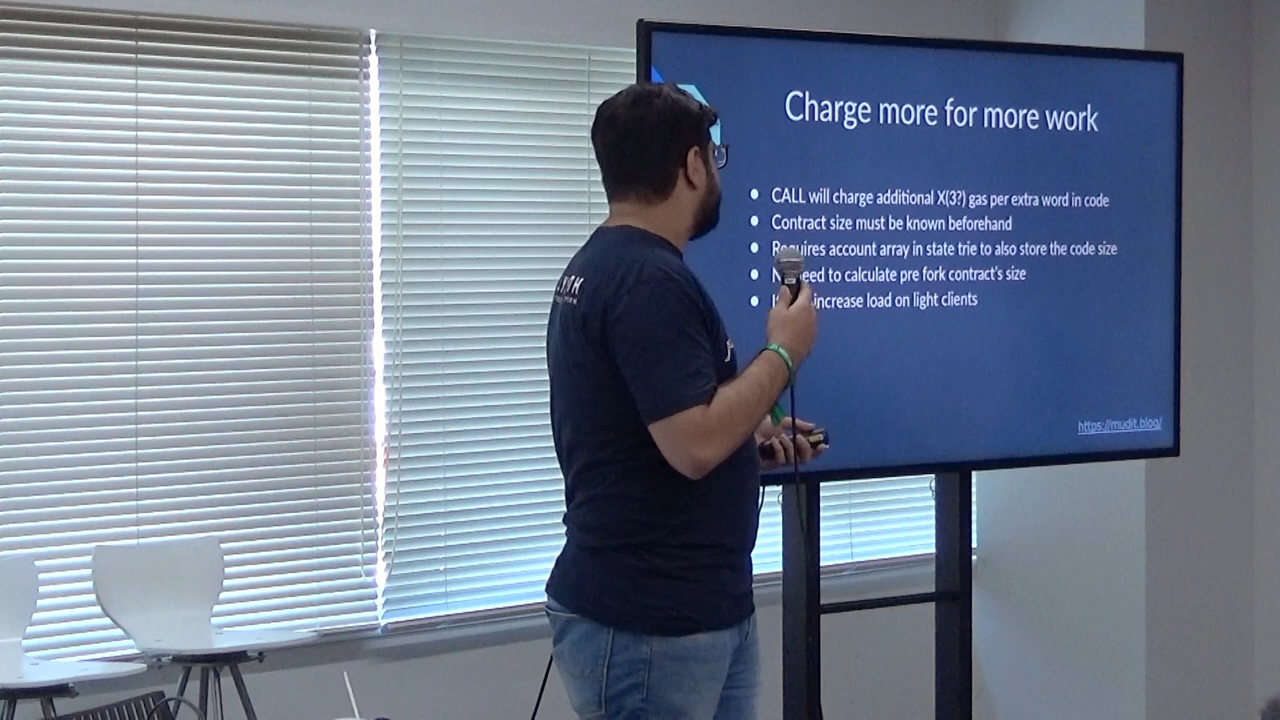 Charge more for more work
CALL will charge additional X(3?) gas per extra word in code
Contract size must be known beforehand
Requires account array in state trie to also store the code size
need to calculate pre fork contract's size
increase load on light clients
https://mudit.blog/